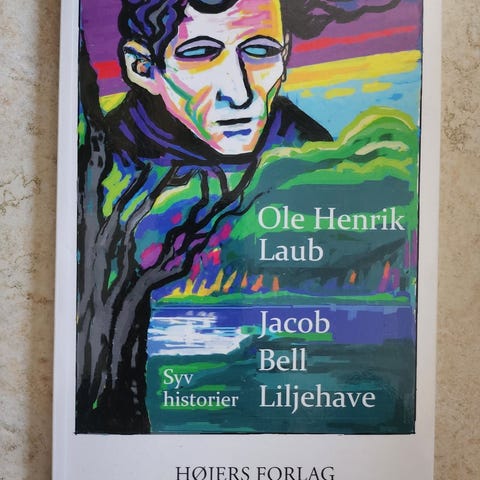 Ole Henrik
Laub
Jacob
Bell
Liljehave
Syv
historier
HØJERS FORLAG